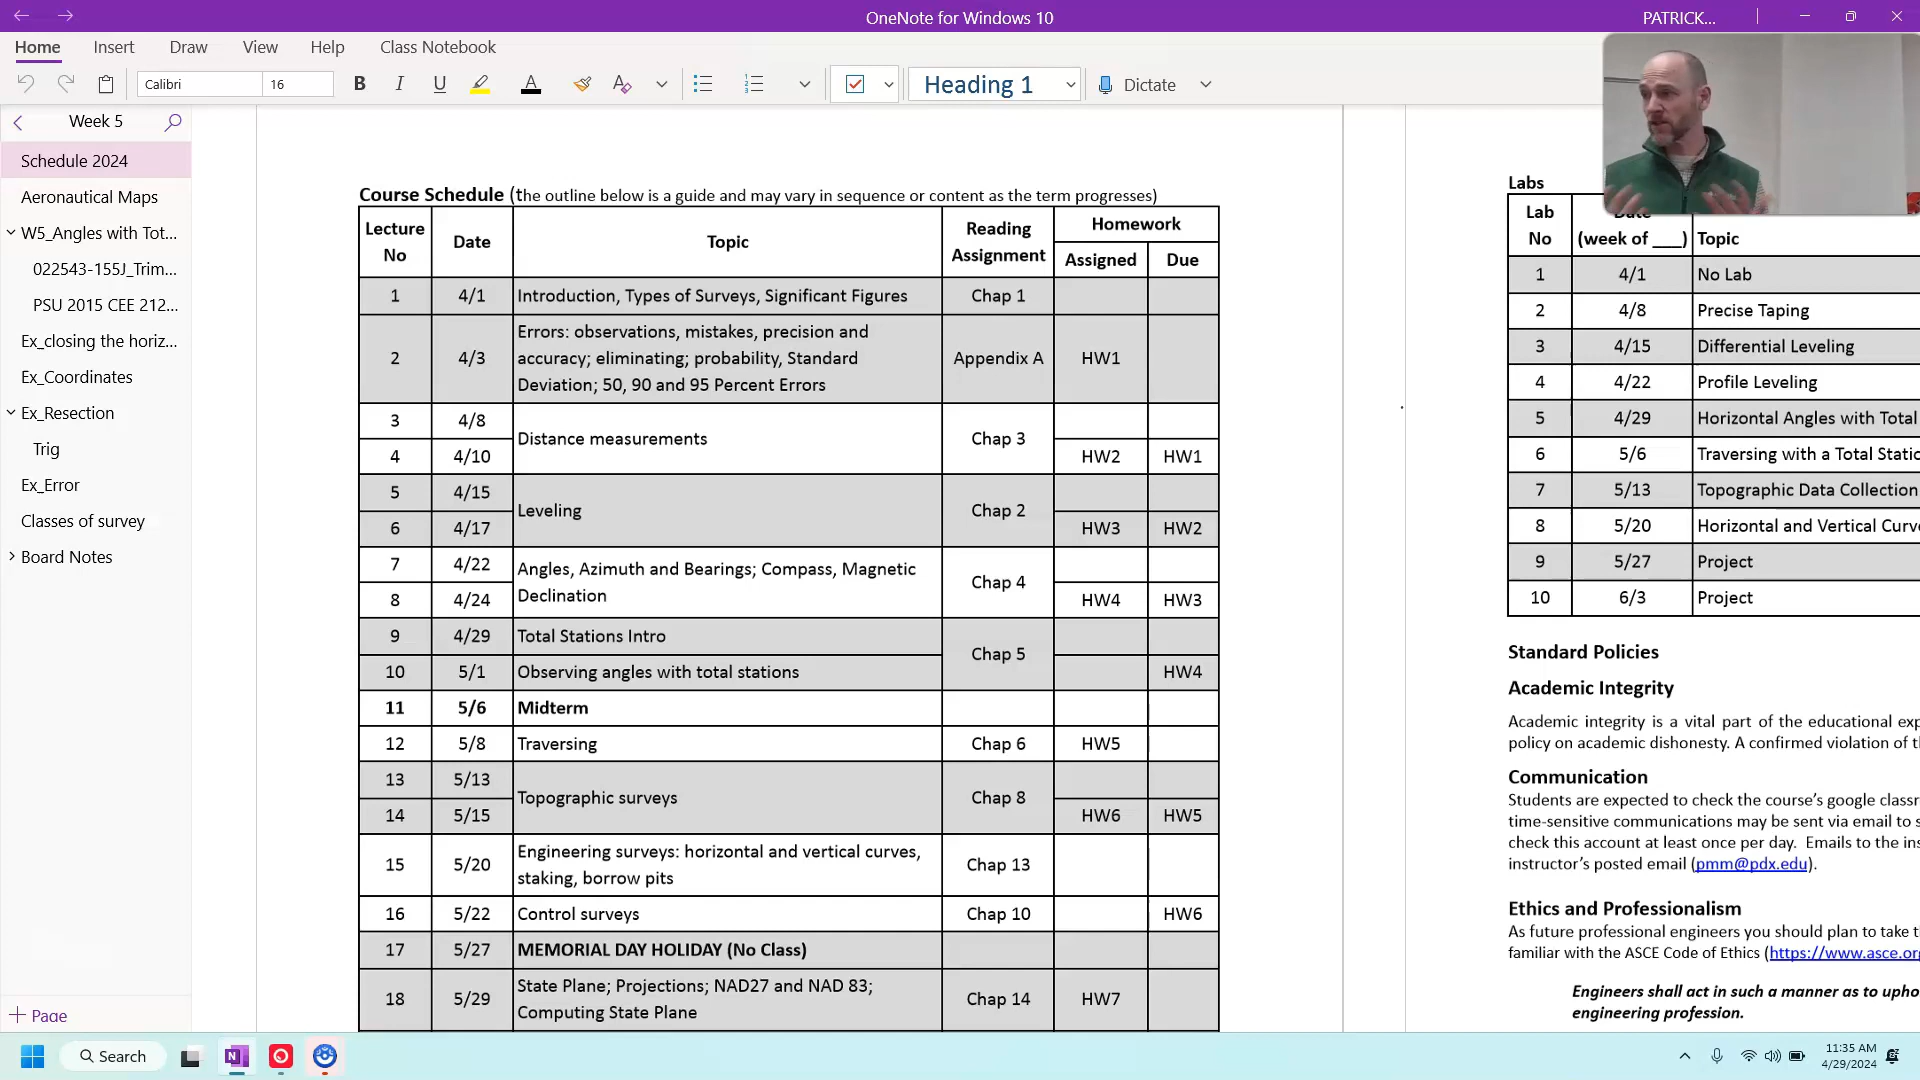 OneNote for Windows 10
PATRICK...
Home
Insert
Draw
View
Help
Class Notebook
Calibri
16
B
I
U
A
A
Heading 1
Dictate
Week 5
Schedule 2024
Aeronautical Maps
W5_Angles with Tot...
022543-155J_Trim...
PSU 2015 CEE 212...
Ex_closing the horiz...
Ex_Coordinates
Ex_Resection
Trig
Ex_Error
Classes of survey
Board Notes
+ Page
Course Schedule (the outline below is a guide and may vary in sequence or content as the term progresses)
Lecture No
Date
Topic
Reading Assignment
Homework
Assigned
Due
1 4/1 Introduction, Types of Surveys, Significant Figures Chap 1
2 4/3 Errors: observations, mistakes, precision and
accuracy; eliminating; probability, Standard
Deviation; 50, 90 and 95 Percent Errors
Appendix A HW1
3 4/8
Distance measurements Chap 3
4 4/10 HW2 HW1
5 4/15
Leveling Chap 2
6 4/17 HW3 HW2
7 4/22 Angles, Azimuth and Bearings; Compass, Magnetic
Declination
Chap 4
8 4/24 HW4 HW3
9 4/29 Total Stations Intro
Chap 5
10 5/1 Observing angles with total stations HW4
11 5/6 Midterm
12 5/8 Traversing Chap 6 HW5
13 5/13
Topographic surveys Chap 8
14 5/15 HW6 HW5
15 5/20 Engineering surveys: horizontal and vertical curves,
staking, borrow pits
Chap 13
16 5/22 Control surveys Chap 10 HW6
17 5/27 MEMORIAL DAY HOLIDAY (No Class)
18 5/29 State Plane; Projections; NAD27 and NAD 83;
Computing State Plane
Chap 14 HW7
Labs
Lab No
Date
(week of ___)
Topic
1 4/1 No Lab
2 4/8 Precise Taping
3 4/15 Differential Leveling
4 4/22 Profile Leveling
5 4/29 Horizontal Angles with Total
6 5/6 Traversing with a Total Static
7 5/13 Topographic Data Collection
8 5/20 Horizontal and Vertical Curv
9 5/27 Project
10 6/3 Project
Standard Policies
Academic Integrity
Academic integrity is a vital part of the educational exp
policy on academic dishonesty. A confirmed violation of th
Communication
Students are expected to check the course's google classr
time-sensitive communications may be sent via email to s
check this account at least once per day. Emails to the ins
instructor's posted email (pmm@pdx.edu).
Ethics and Professionalism
As future professional engineers you should plan to take th
familiar with the ASCE Code of Ethics (https://www.asce.or
Engineers shall act in such a manner as to upho
engineering profession.
Search
11:35 AM
4/29/2024